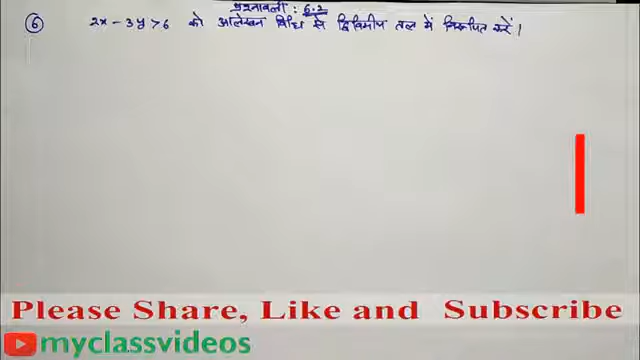 प्रश्नावली : 6.2
⑥ 2x - 3y > 6 को आलेखन विधि से द्विविमीय तल में निरूपित करें।
Please Share, Like and Subscribe
myclassvideos